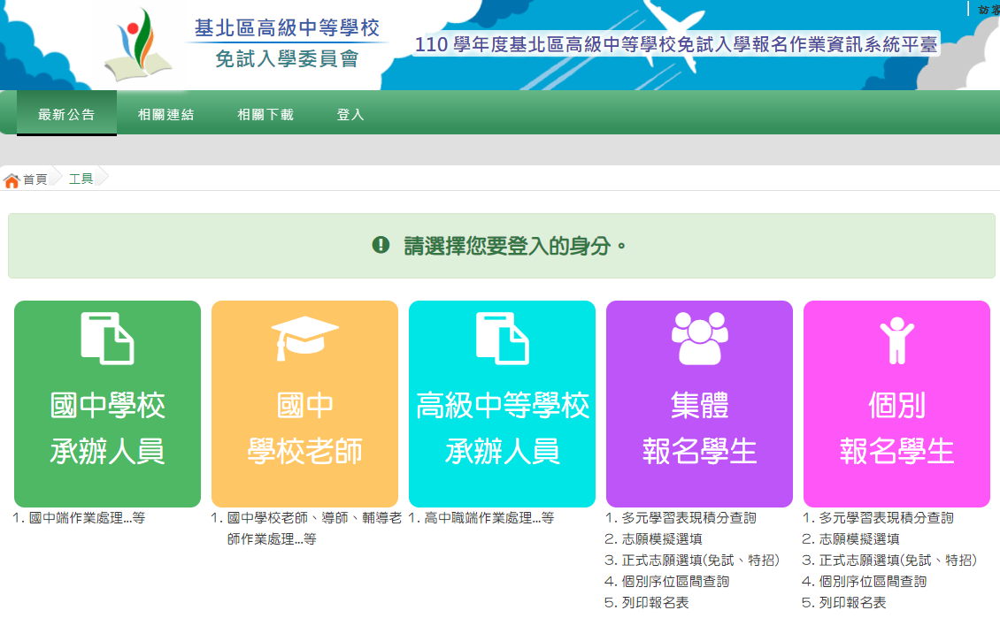 基北區高級中等學校
免試入學委員會
110 學年度基北區高級中等學校免試入學報名作業資訊系統平臺
訪客
最新公告
相關連結
相關下載
登入
首頁
工具
請選擇您要登入的身分。
國中學校
承辦人員
1. 國中端作業處理...等
國中
學校老師
1. 國中學校老師、導師、輔導老
師作業處理...等
高級中等學校
承辦人員
1. 高中職端作業處理...等
集體
報名學生
1. 多元學習表現積分查詢
2. 志願模擬選填
3. 正式志願選填(免試、特招)
4. 個別序位區間查詢
5. 列印報名表
個別
報名學生
1. 多元學習表現積分查詢
2. 志願模擬選填
3. 正式志願選填(免試、特招)
4. 個別序位區間查詢
5. 列印報名表